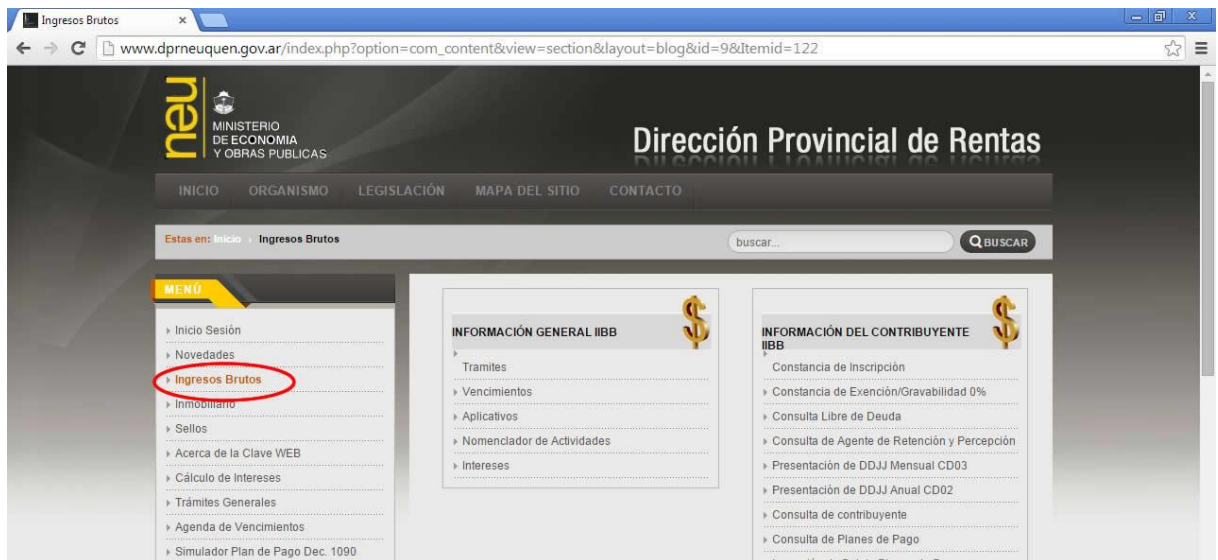 Ingresos Brutos
www.dprneuquen.gov.ar/index.php?option=com_content&view=section&layout=blog&id=9&Itemid=122
neu
MINISTERIO
DE ECONOMIA
Y OBRAS PUBLICAS
Dirección Provincial de Rentas
INICIO ORGANISMO LEGISLACIÓN MAPA DEL SITIO CONTACTO
Estas en: Inicio Ingresos Brutos
buscar...
BUSCAR
MENÚ
Inicio Sesión
Novedades
Ingresos Brutos
Inmobiliario
Sellos
Acerca de la Clave WEB
Cálculo de Intereses
Trámites Generales
Agenda de Vencimientos
Simulador Plan de Pago Dec. 1090
INFORMACIÓN GENERAL IIBB
Tramites
Vencimientos
Aplicativos
Nomenclador de Actividades
Intereses
INFORMACIÓN DEL CONTRIBUYENTE
IIBB
Constancia de Inscripción
Constancia de Exención/Gravabilidad 0%
Consulta Libre de Deuda
Consulta de Agente de Retención y Percepción
Presentación de DDJJ Mensual CD03
Presentación de DDJJ Anual CD02
Consulta de contribuyente
Consulta de Planes de Pago